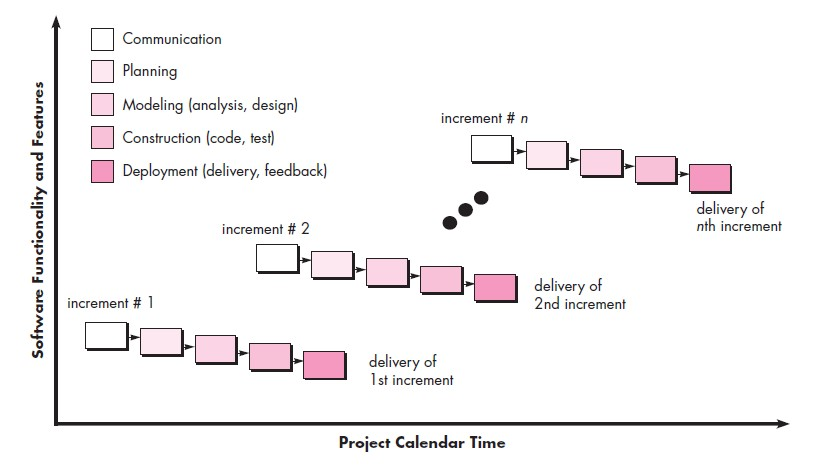 Communication
Planning
Modeling (analysis, design)
Construction (code, test)
Deployment (delivery, feedback)
Software Functionality and Features
increment # n
delivery of
nth increment
increment # 2
delivery of
2nd increment
increment # 1
delivery of
1st increment
Project Calendar Time